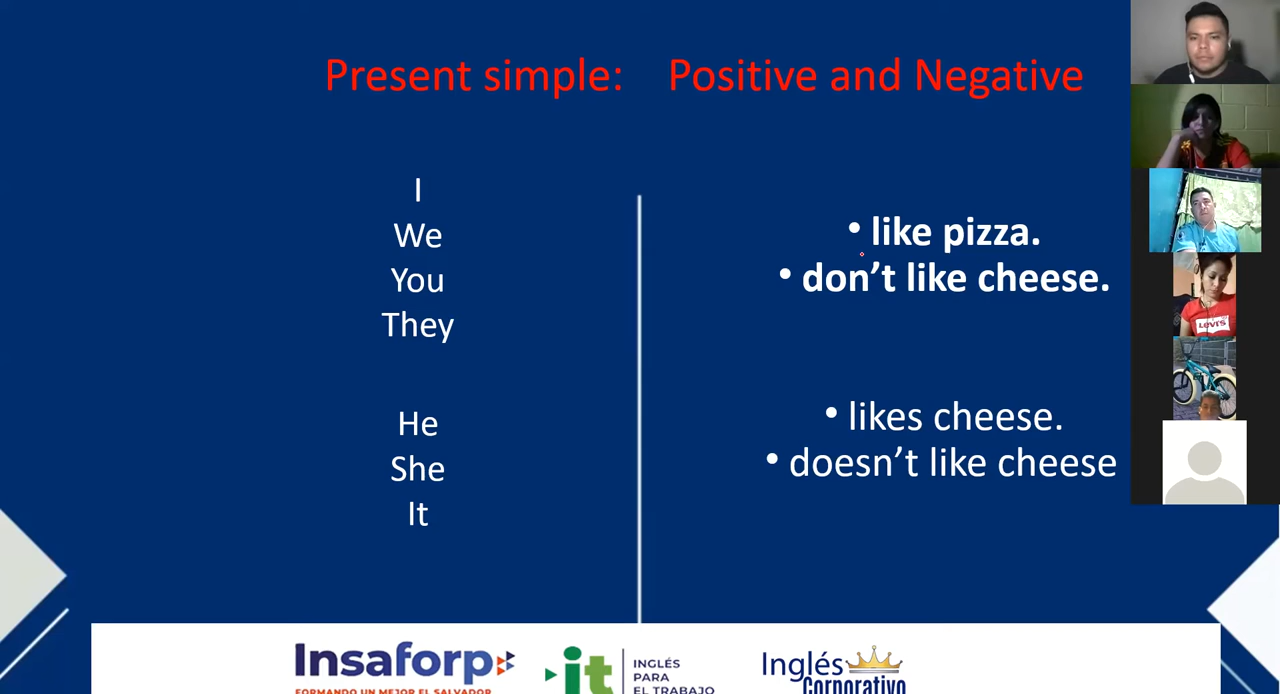 Present simple: Positive and Negative
I
We
You
They
• like pizza.
• don’t like cheese.
He
She
It
• likes cheese.
• doesn’t like cheese
LEVI'S
Insaforp
FORMANDO UN MEJOR EL SALVADOR
it
INGLÉS
PARA
EL TRABAJO
Inglés
Corporativo